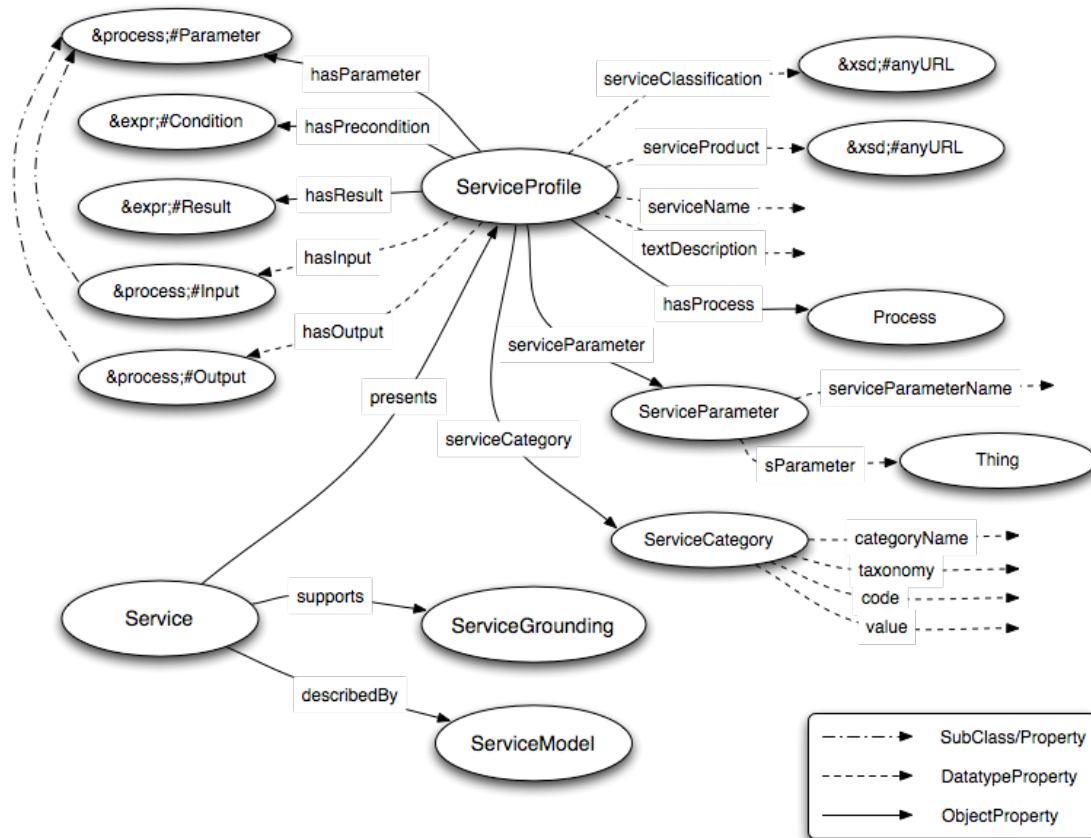 &process;#Parameter
hasParameter
serviceClassification
&xsd;#anyURL
&expr;#Condition
hasPrecondition
serviceProduct
&xsd;#anyURL
ServiceProfile
&expr;#Result
hasResult
serviceName
textDescription
hasInput
&process;#Input
hasProcess
Process
hasOutput
serviceParameter
&process;#Output
presents
serviceParameterName
ServiceParameter
serviceCategory
sParameter
Thing
ServiceCategory
categoryName
taxonomy
code
value
Service
supports
ServiceGrounding
describedBy
ServiceModel
SubClass/Property
DatatypeProperty
ObjectProperty